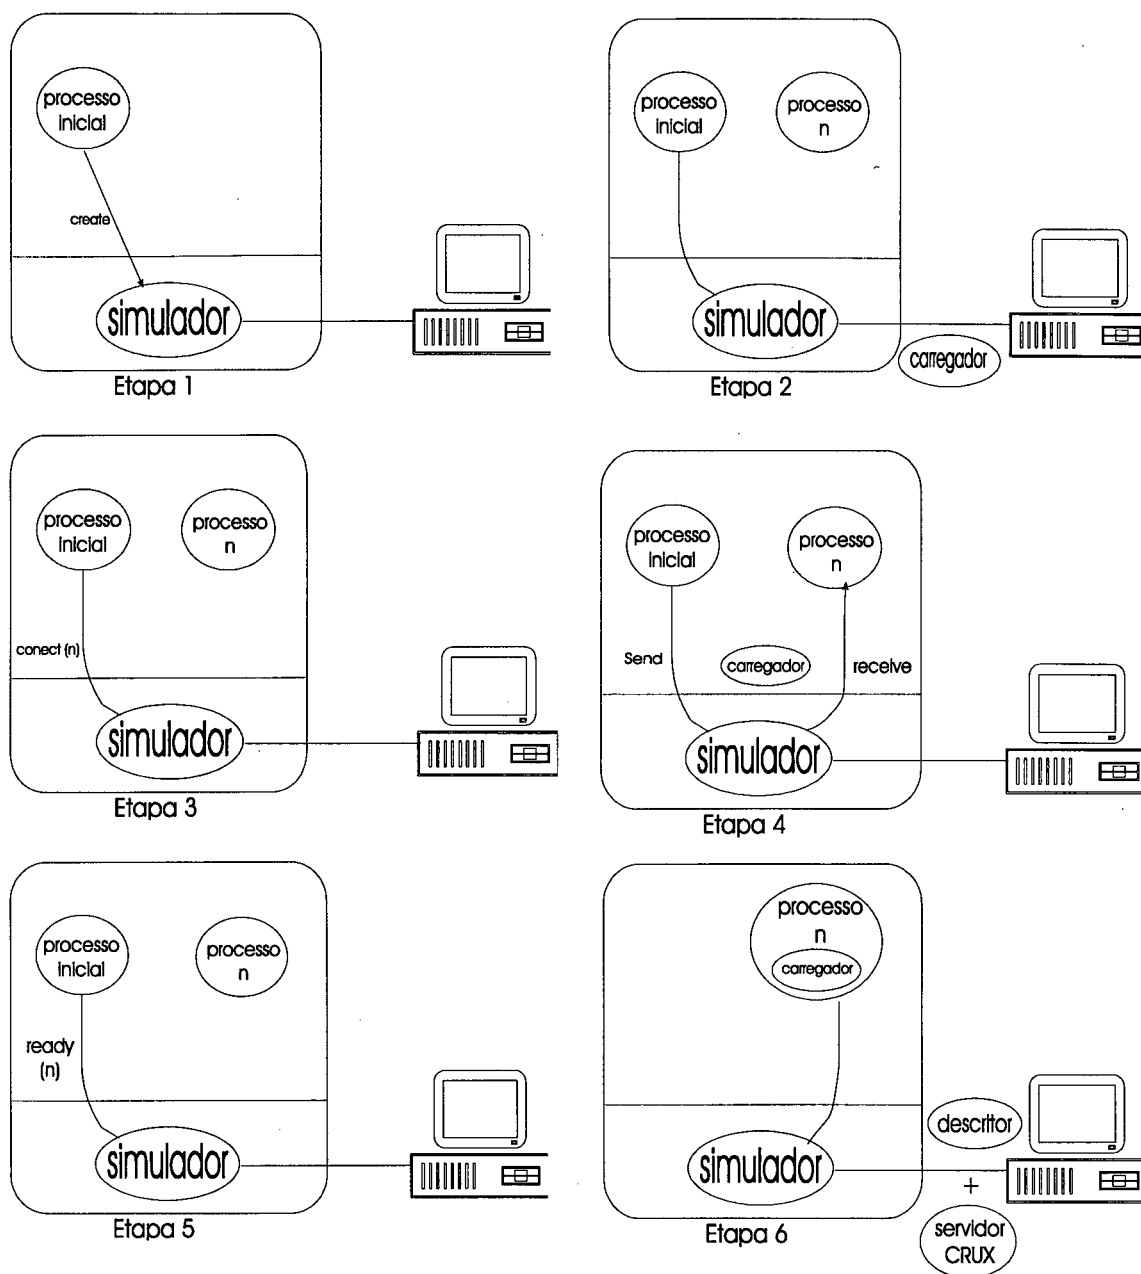 processo
inicial
create
simulador
Etapa 1
processo
inicial
processo
n
simulador
carregador
Etapa 2
processo
inicial
processo
n
conect (n)
simulador
Etapa 3
processo
inicial
processo
n
Send
carregador
receive
simulador
Etapa 4
processo
inicial
processo
n
ready
(n)
simulador
Etapa 5
processo
n
carregador
descritor
simulador
+
servidor
CRUX
Etapa 6